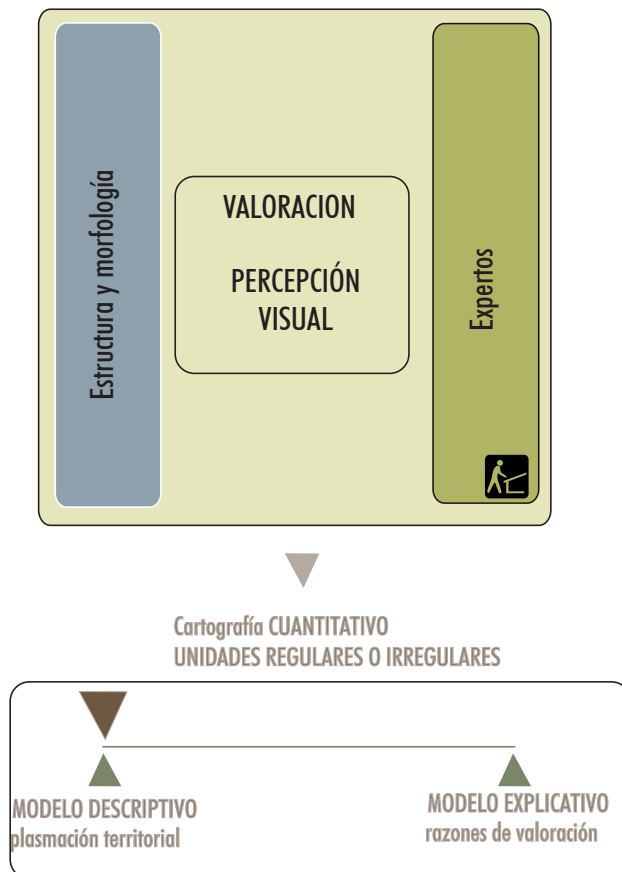 Estructura y morfología
VALORACION
PERCEPCIÓN
VISUAL
Expertos
Cartografía CUANTITATIVO
UNIDADES REGULARES O IRREGULARES
MODELO DESCRIPTIVO
plasmación territorial
MODELO EXPLICATIVO
razones de valoración